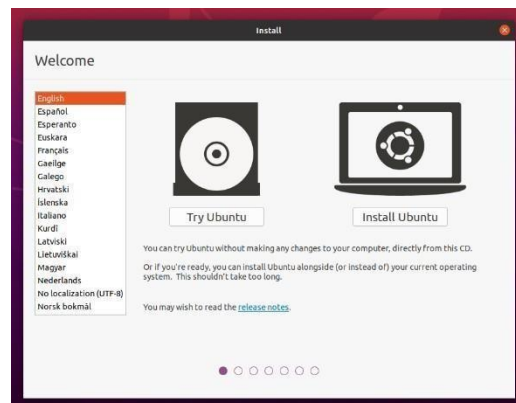 Install
Welcome
English
Español
Esperanto
Euskara
Français
Gaeilge
Galego
Hrvatski
Íslenska
Italiano
Kurdî
Latviski
Lietuviškai
Magyar
Nederlands
No localization (UTF-8)
Norsk bokmål
Try Ubuntu
Install Ubuntu
You can try Ubuntu without making any changes to your computer, directly from this CD.
Or if you're ready, you can install Ubuntu alongside (or instead of) your current operating
system. This shouldn't take too long.
You may wish to read the release notes.